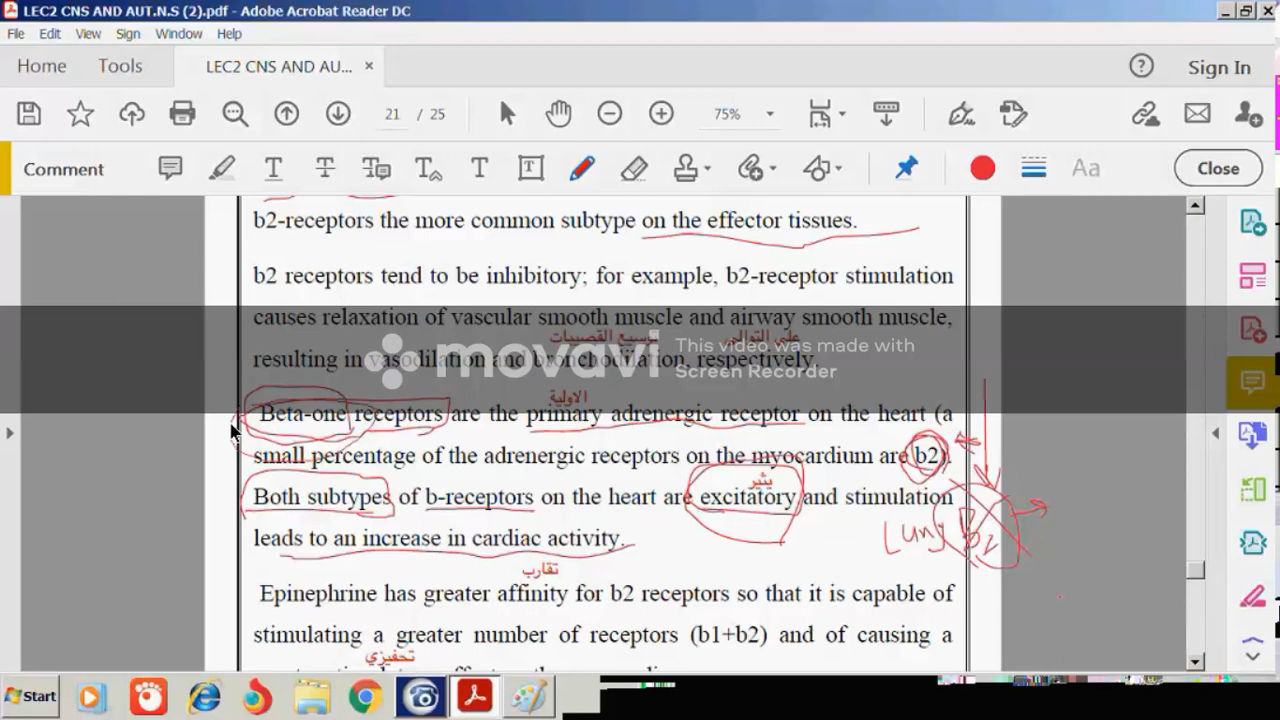 LEC2 CNS AND AUT.N.S (2).pdf - Adobe Acrobat Reader DC
File Edit View Sign Window Help
Home Tools LEC2 CNS AND AU... × Sign In
21 / 25 75%
Comment Aa Close
b2-receptors the more common subtype on the effector tissues.
b2 receptors tend to be inhibitory; for example, b2-receptor stimulation
causes relaxation of vascular smooth muscle and airway smooth muscle,
توسيع القصيبات على التوالي
resulting in vasodilation and bronchodilation, respectively.
movavi This video was made with
Screen Recorder
الاولية
Beta-one receptors are the primary adrenergic receptor on the heart (a
small percentage of the adrenergic receptors on the myocardium are b2).
يثير
Both subtypes of b-receptors on the heart are excitatory and stimulation
Lung B2
leads to an increase in cardiac activity.
تقارب
Epinephrine has greater affinity for b2 receptors so that it is capable of
stimulating a greater number of receptors (b1+b2) and of causing a
تحفيزي
Start